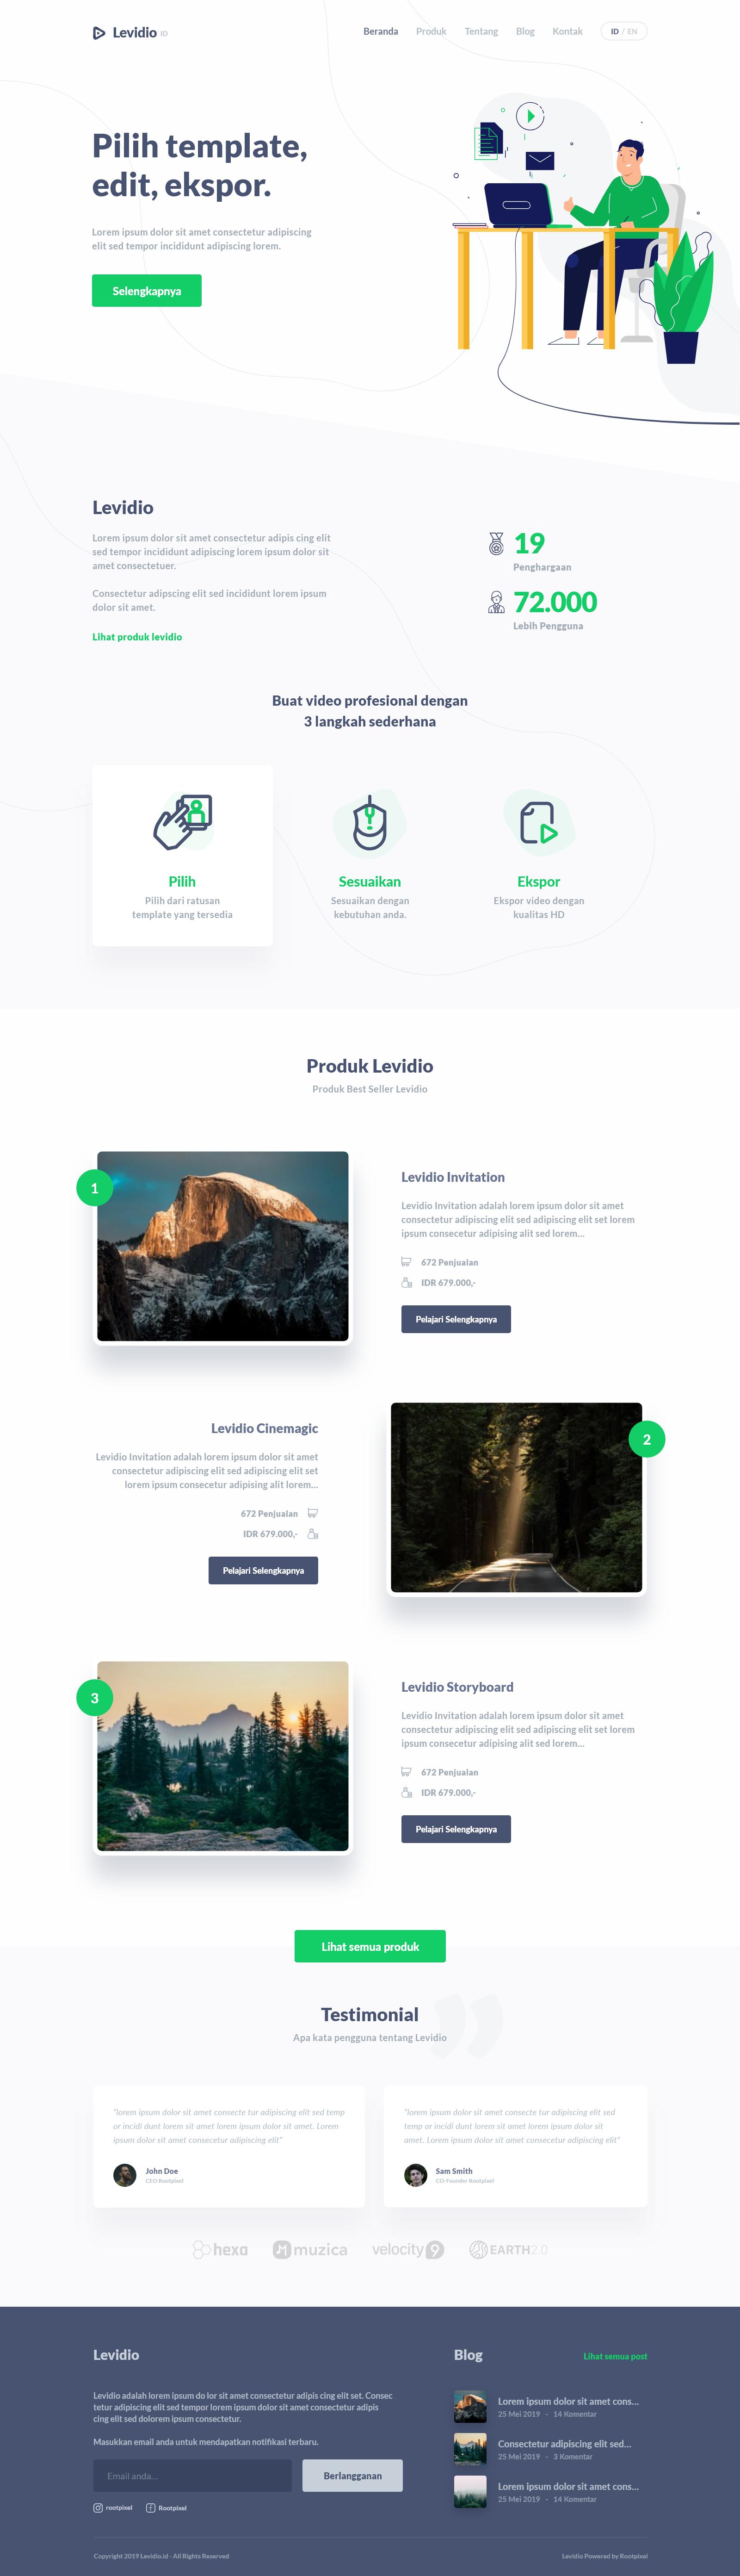 Levidio ID
Beranda Produk Tentang Blog Kontak ID / EN
Pilih template,
edit, ekspor.
Lorem ipsum dolor sit amet consectetur adipiscing
elit sed tempor incididunt adipiscing lorem.
Selengkapnya
Levidio
Lorem ipsum dolor sit amet consectetur adipis cing elit
sed tempor incididunt adipiscing lorem ipsum dolor sit
amet consectetuer.
Consectetur adipscing elit sed incididunt lorem ipsum
dolor sit amet.
Lihat produk levidio
19
Penghargaan
72.000
Lebih Pengguna
Buat video profesional dengan
3 langkah sederhana
Pilih
Pilih dari ratusan
template yang tersedia
Sesuaikan
Sesuaikan dengan
kebutuhan anda.
Ekspor
Ekspor video dengan
kualitas HD
Produk Levidio
Produk Best Seller Levidio
1
Levidio Invitation
Levidio Invitation adalah lorem ipsum dolor sit amet
consectetur adipiscing elit sed adipiscing elit set lorem
ipsum consecetur adipising alit sed lorem...
672 Penjualan
IDR 679.000,-
Pelajari Selengkapnya
Levidio Cinemagic
Levidio Invitation adalah lorem ipsum dolor sit amet
consectetur adipiscing elit sed adipiscing elit set
lorem ipsum consecetur adipising alit lorem...
672 Penjualan
IDR 679.000,-
Pelajari Selengkapnya
2
3
Levidio Storyboard
Levidio Invitation adalah lorem ipsum dolor sit amet
consectetur adipiscing elit sed adipiscing elit set lorem
ipsum consecetur adipising alit sed lorem...
672 Penjualan
IDR 679.000,-
Pelajari Selengkapnya
Lihat semua produk
Testimonial
Apa kata pengguna tentang Levidio
"lorem ipsum dolor sit amet consecte tur adipiscing elit sed temp
or incidi dunt lorem sit amet lorem ipsum dolor sit amet. Lorem
ipsum dolor sit amet consecetur adipiscing elit"
John Doe
CEO Rootpixel
"lorem ipsum dolor sit amet consecte tur adipiscing elit sed
temp or incidi dunt lorem sit amet lorem ipsum dolor sit
amet. Lorem ipsum dolor sit amet consecetur adipiscing elit"
Sam Smith
CO-Founder Rootpixel
hexa muzica velocity 9 EARTH2.0
Levidio
Levidio adalah lorem ipsum do lor sit amet consectetur adipis cing elit set. Consec
tetur adipiscing elit sed tempor lorem ipsum dolor sit amet consectetur adipis
cing elit sed dolorem ipsum consectetur.
Masukkan email anda untuk mendapatkan notifikasi terbaru.
Email anda...
Berlangganan
rootpixel Rootpixel
Blog
Lihat semua post
Lorem ipsum dolor sit amet cons...
25 Mei 2019 - 14 Komentar
Consectetur adipiscing elit sed...
25 Mei 2019 - 3 Komentar
Lorem ipsum dolor sit amet cons...
25 Mei 2019 - 14 Komentar
Copyright 2019 Levidio.id - All Rights Reserved
Levidio Powered by Rootpixel